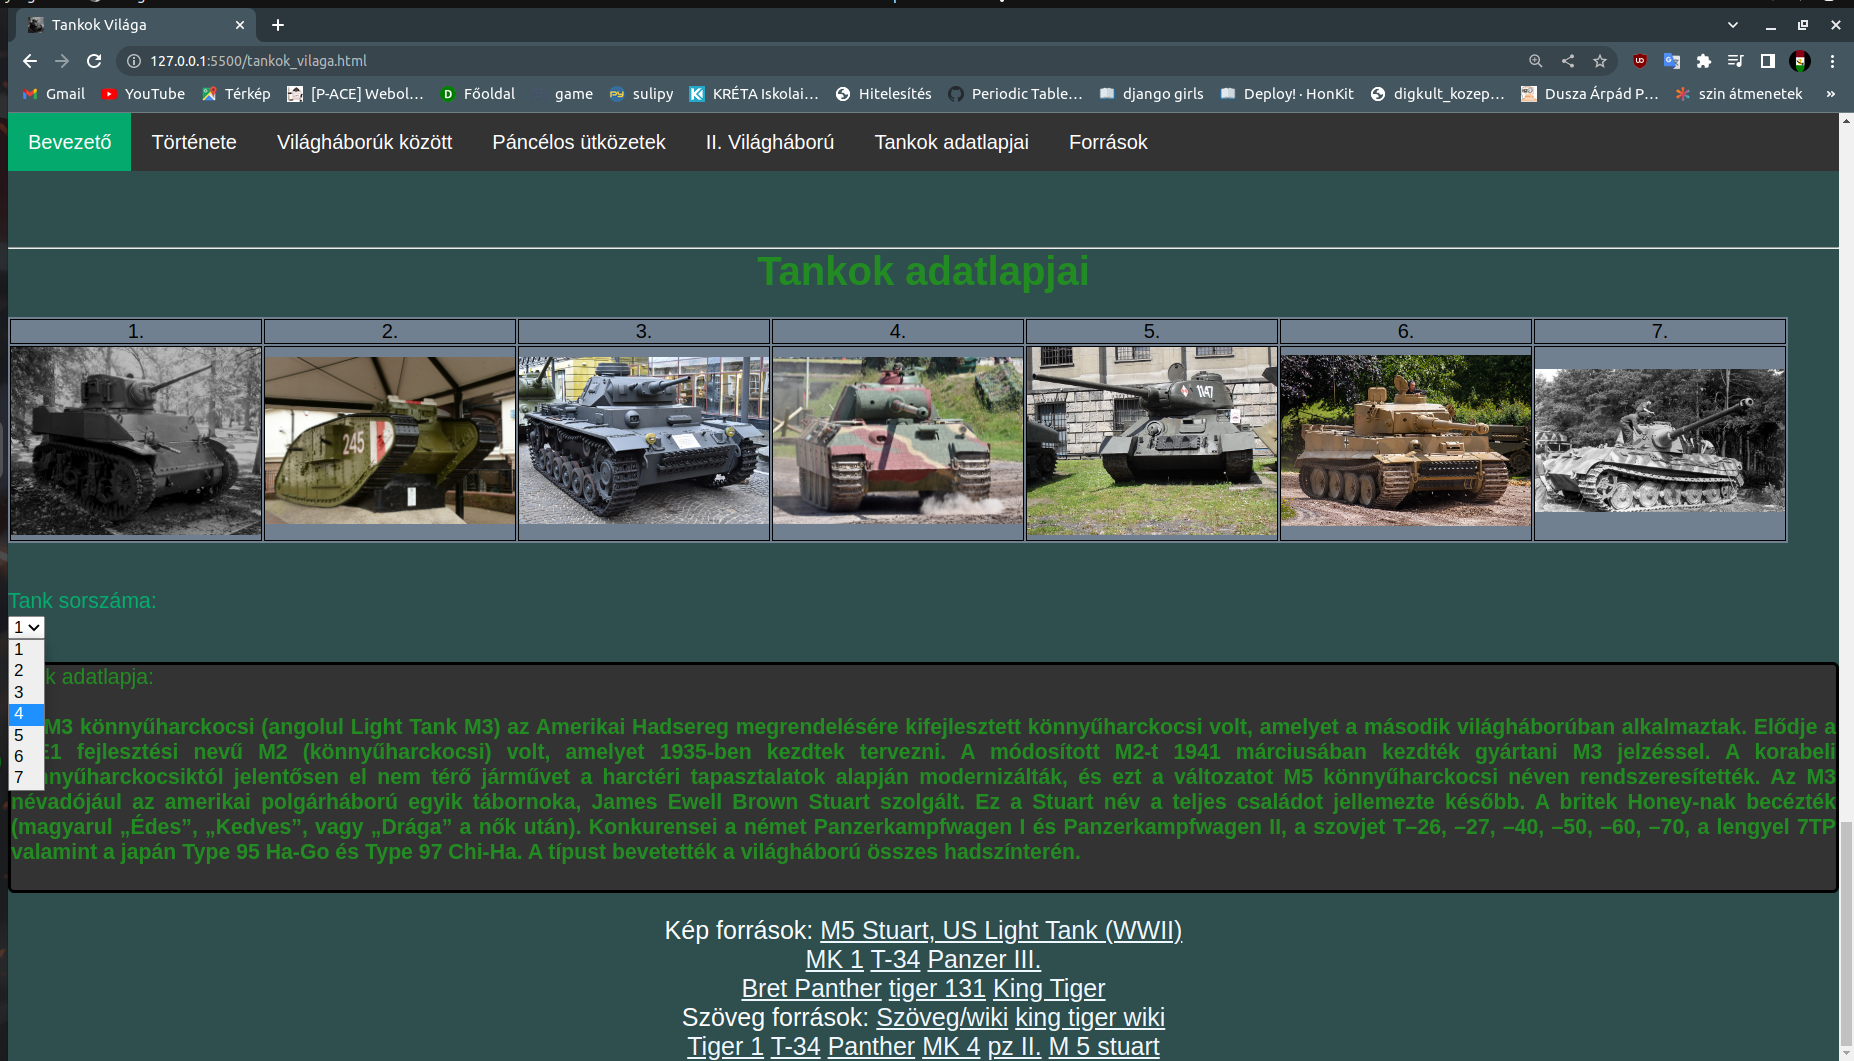 Tankok Világa
127.0.0.1:5500/tankok_vilaga.html
Gmail YouTube Térkép [P-ACE] Webol... Főoldal game sulipy KRÉTA Iskolai... Hitelesítés Periodic Table... django girls Deploy! · HonKit digkult_kozep... Dusza Árpád P... szin átmenetek »
Bevezető Története Világháborúk között Páncélos ütközetek II. Világháború Tankok adatlapjai Források
Tankok adatlapjai
1. 2. 3. 4. 5. 6. 7.
245
1147
Tank sorszáma:
1
1
2
3
4
5
6
7
k adatlapja:
M3 könnyűharckocsi (angolul Light Tank M3) az Amerikai Hadsereg megrendelésére kifejlesztett könnyűharckocsi volt, amelyet a második világháborúban alkalmaztak. Elődje a
E1 fejlesztési nevű M2 (könnyűharckocsi) volt, amelyet 1935-ben kezdtek tervezni. A módosított M2-t 1941 márciusában kezdték gyártani M3 jelzéssel. A korabeli
nnyűharckocsiktól jelentősen el nem térő járművet a harctéri tapasztalatok alapján modernizálták, és ezt a változatot M5 könnyűharckocsi néven rendszeresítették. Az M3
névadójául az amerikai polgárháború egyik tábornoka, James Ewell Brown Stuart szolgált. Ez a Stuart név a teljes családot jellemezte később. A britek Honey-nak becézték
(magyarul „Édes”, „Kedves”, vagy „Drága” a nők után). Konkurensei a német Panzerkampfwagen I és Panzerkampfwagen II, a szovjet T–26, –27, –40, –50, –60, –70, a lengyel 7TP
valamint a japán Type 95 Ha-Go és Type 97 Chi-Ha. A típust bevetették a világháború összes hadszínterén.
Kép források: M5 Stuart, US Light Tank (WWII)
MK 1 T-34 Panzer III.
Bret Panther tiger 131 King Tiger
Szöveg források: Szöveg/wiki king tiger wiki
Tiger 1 T-34 Panther MK 4 pz II. M 5 stuart